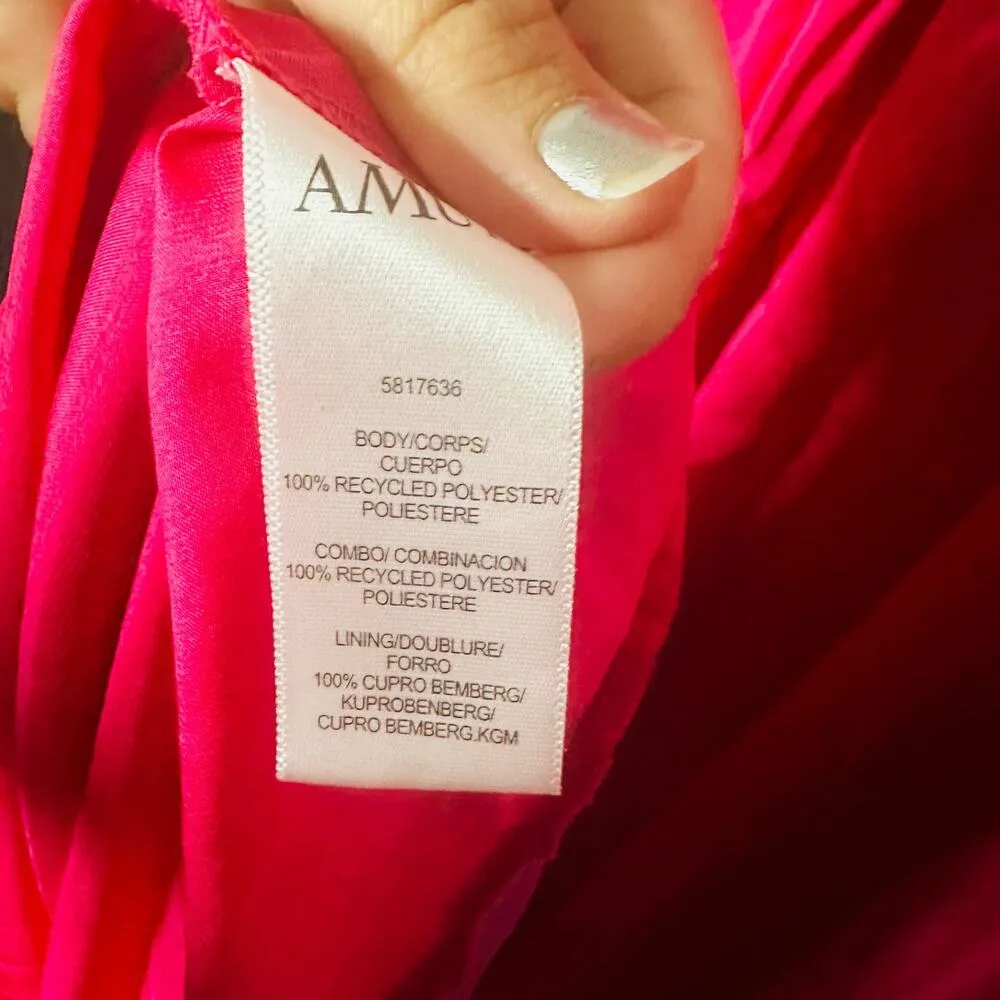 5817636
BODY/CORPS/
CUERPO
100% RECYCLED POLYESTER/
POLIESTERE
COMBO/ COMBINACION
100% RECYCLED POLYESTER/
POLIESTERE
LINING/DOUBLURE/
FORRO
100% CUPRO BEMBERG/
KUPROBENBERG/
CUPRO BEMBERG.KGM